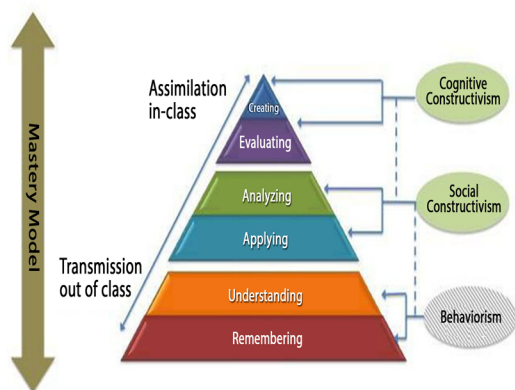 Mastery Model
Assimilation
in-class
Transmission
out of class
Creating
Evaluating
Analyzing
Applying
Understanding
Remembering
Cognitive
Constructivism
Social
Constructivism
Behaviorism